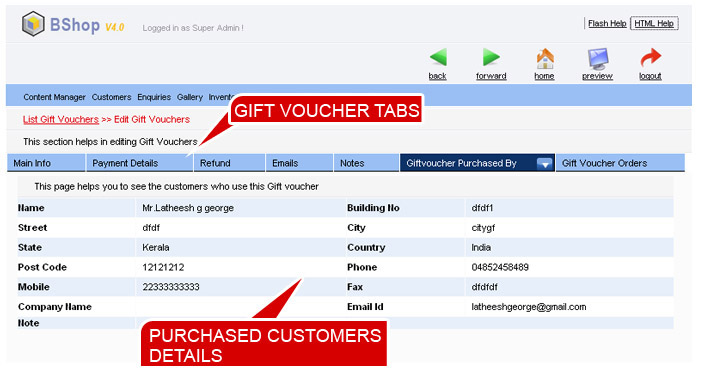 BShop V4.0 Logged in as Super Admin ! Flash Help HTML Help
back forward home preview logout
Content Manager Customers Enquiries Gallery
GIFT VOUCHER TABS
List Gift Vouchers >> Edit Gift Vouchers
This section helps in editing Gift Vouchers
Main Info Payment Details Refund Emails Notes Giftvoucher Purchased By Gift Voucher Orders
This page helps you to see the customers who use this Gift voucher
Name Mr.Latheesh g george Building No dfdf1
Street dfdf City citygf
State Kerala Country India
Post Code 12121212 Phone 04852458489
Mobile 22333333333 Fax dfdfdf
Company Name Email Id latheeshgeorge@gmail.com
Note
PURCHASED CUSTOMERS
DETAILS